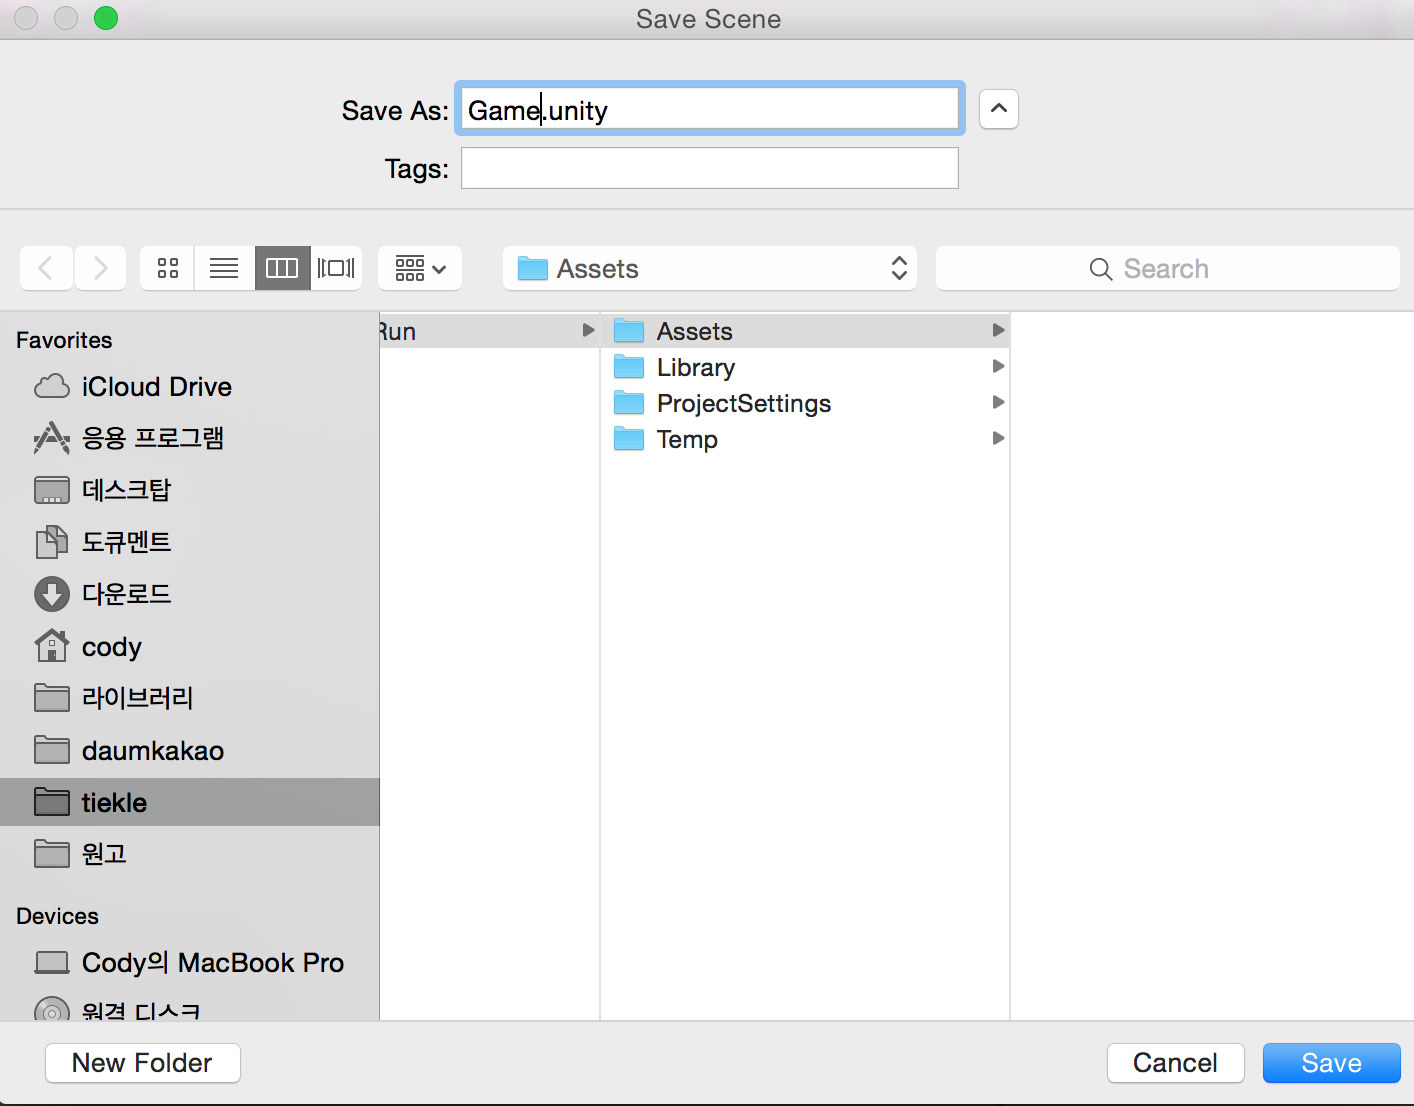 Save Scene
Save As: Game.unity
Tags:
Assets
Search
Favorites
iCloud Drive
응용 프로그램
데스크탑
도큐멘트
다운로드
cody
라이브러리
daumkakao
tiekle
원고
Devices
Cody의 MacBook Pro
원격 디스크
Run
Assets
Library
ProjectSettings
Temp
New Folder
Cancel
Save